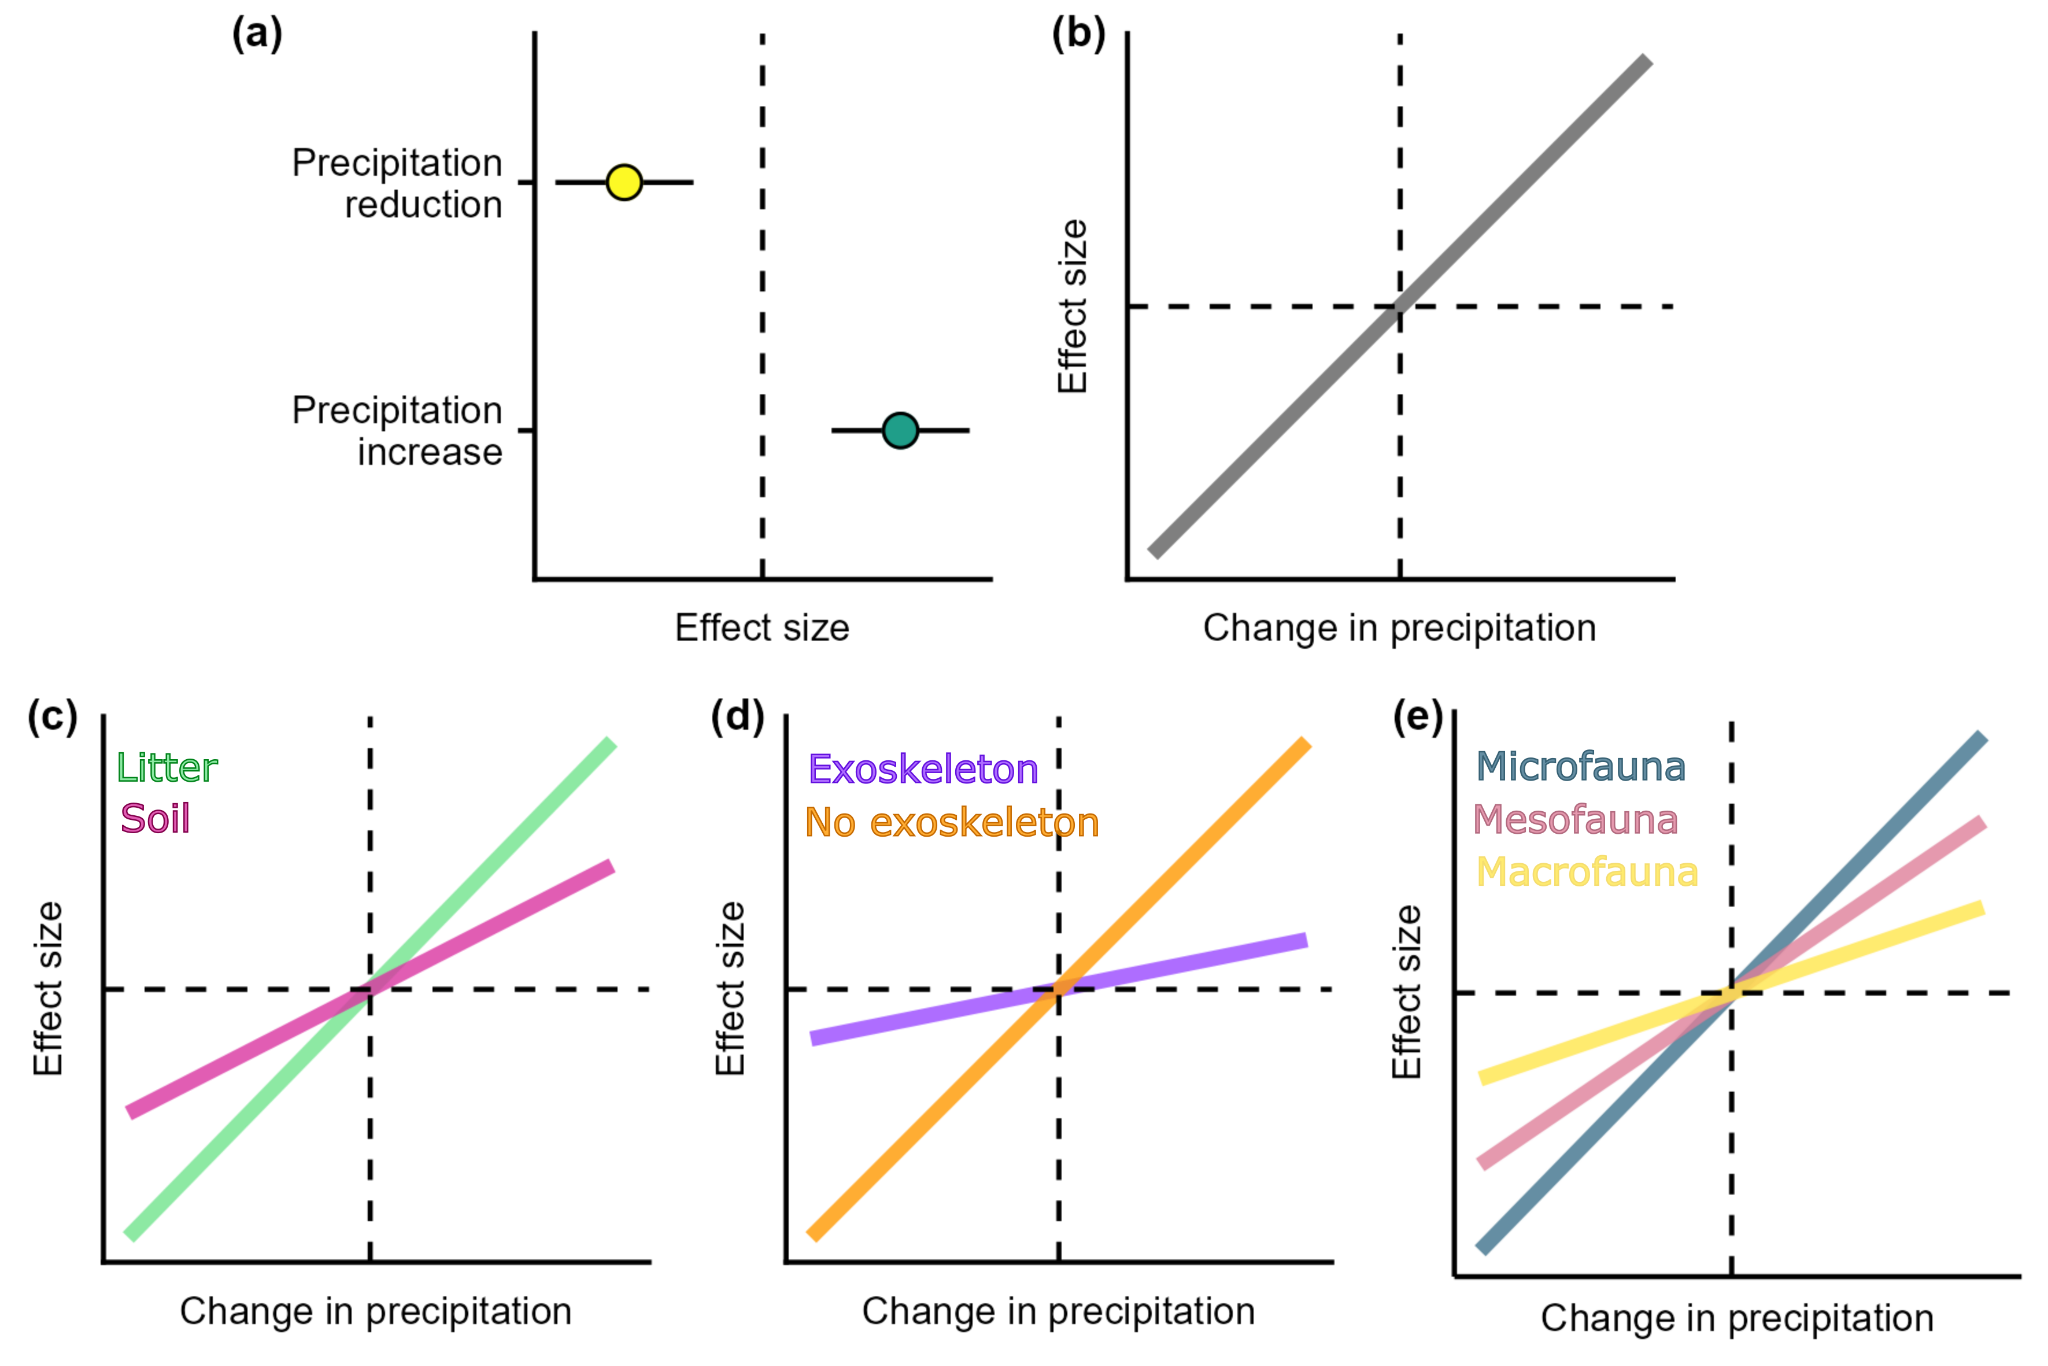 (a)
Precipitation
reduction
Precipitation
increase
Effect size
(b)
Effect size
Change in precipitation
(c)
Litter
Soil
Effect size
Change in precipitation
(d)
Exoskeleton
No exoskeleton
Effect size
Change in precipitation
(e)
Microfauna
Mesofauna
Macrofauna
Effect size
Change in precipitation